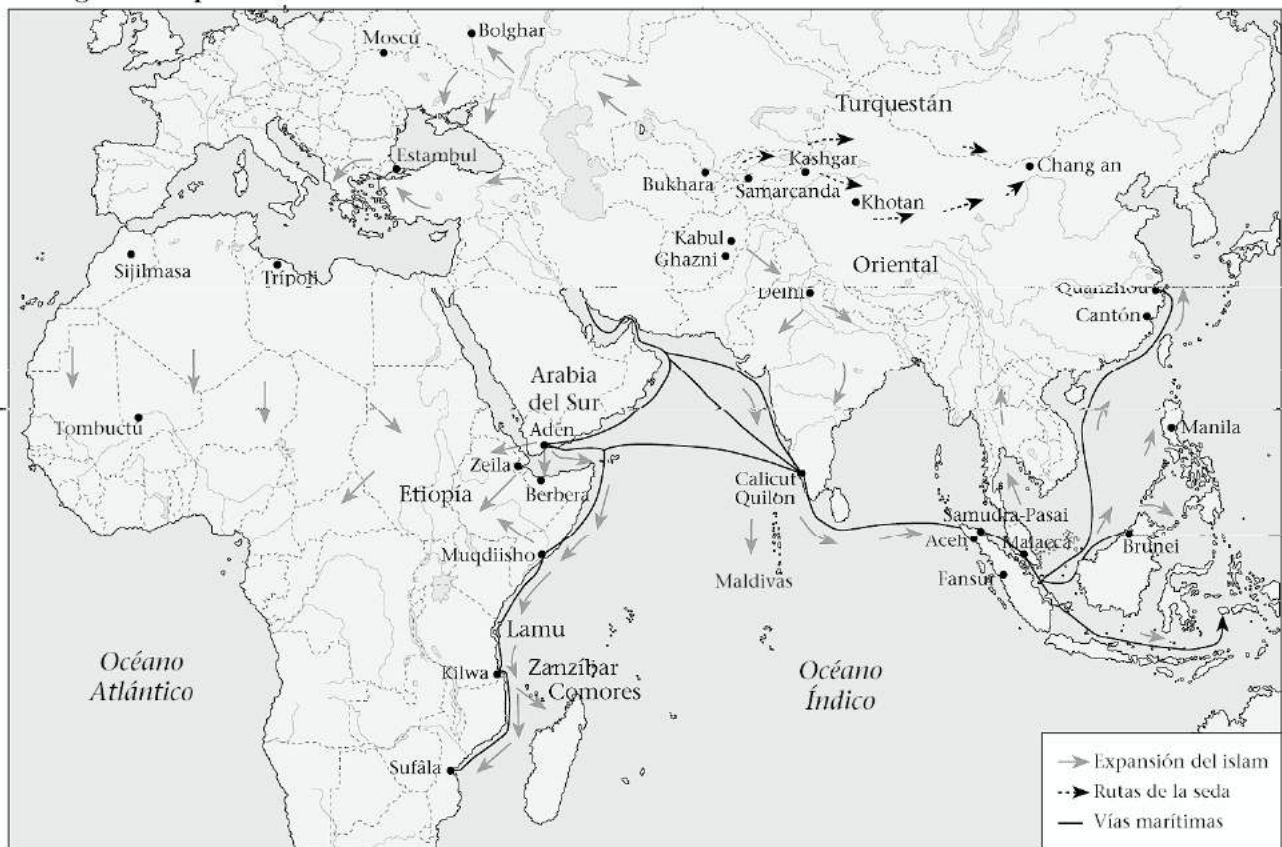 Moscú
Bolghar
Turquestán
Estambul
Kashgar
Chang an
Bukhara
Samarcanda
Khotan
Kabul
Ghazni
Oriental
Sijilmasa
Trípoli
Delhi
Quanzhou
Cantón
Arabia
del Sur
Adén
Tombuctú
Manila
Zeila
Etiopía
Berbera
Calicut
Quilon
Samudra-Pasai
Aceh
Malacca
Brunei
Muqdiisho
Maldivas
Fansur
Lamu
Océano
Atlántico
Kilwa
Zanzíbar
Comores
Océano
Índico
Sufâla
Expansión del islam
Rutas de la seda
Vías marítimas